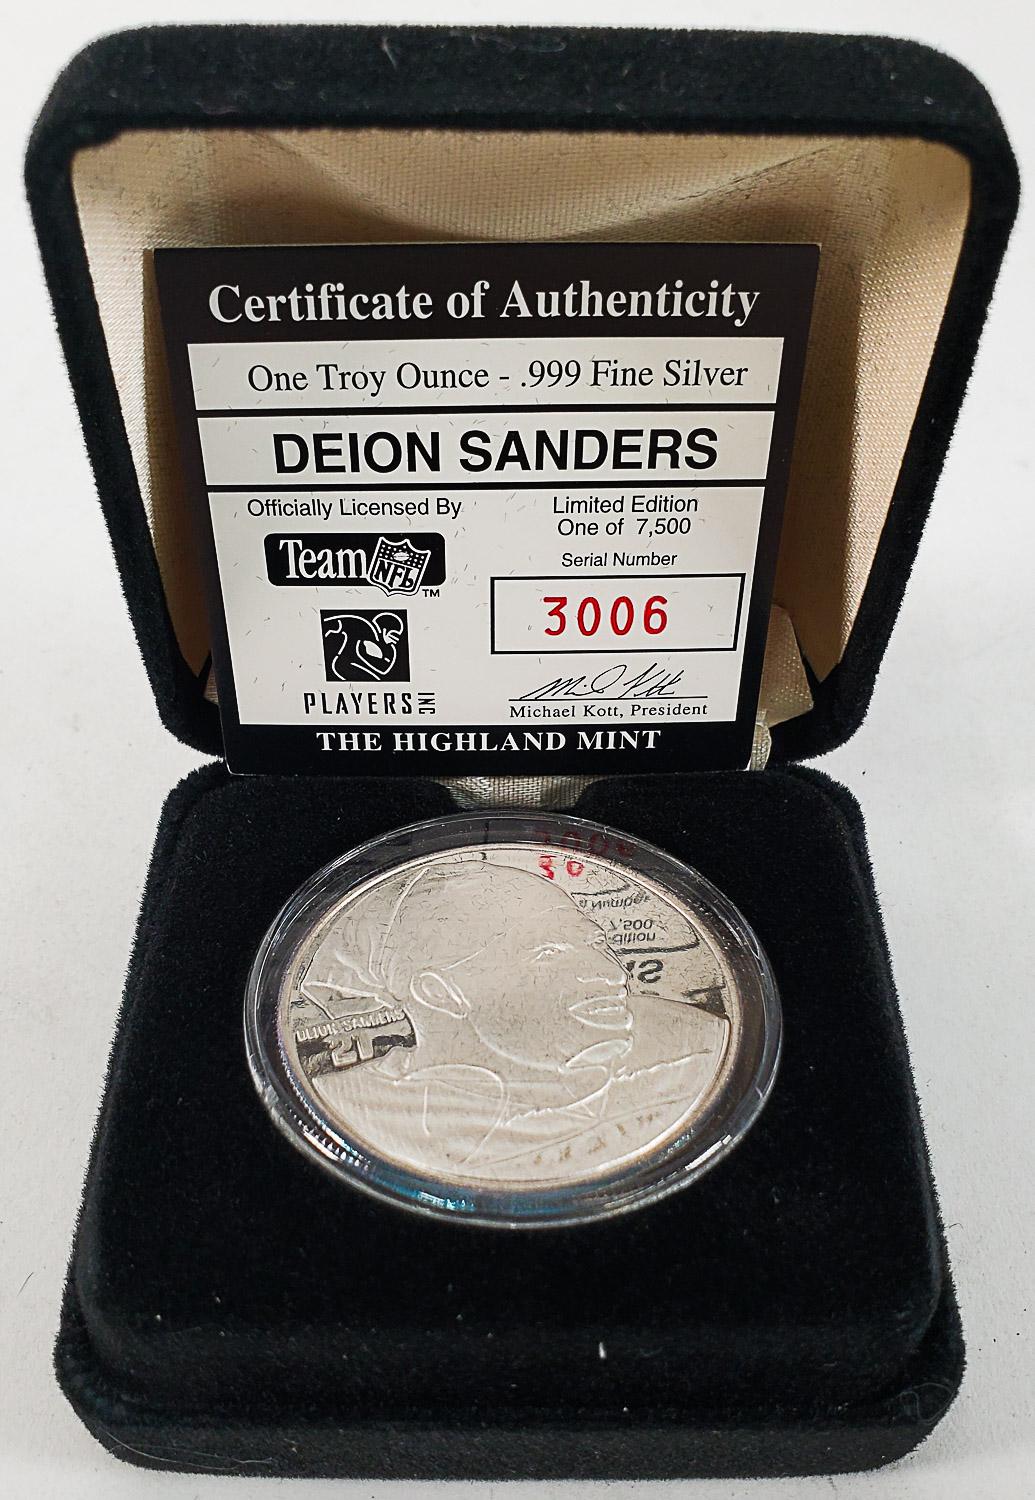 Certificate of Authenticity
One Troy Ounce - .999 Fine Silver
DEION SANDERS
Officially Licensed By
Team NFL TM
PLAYERS INC
Limited Edition
One of 7,500
Serial Number
3006
Michael Kott, President
THE HIGHLAND MINT
DEION SANDERS
21